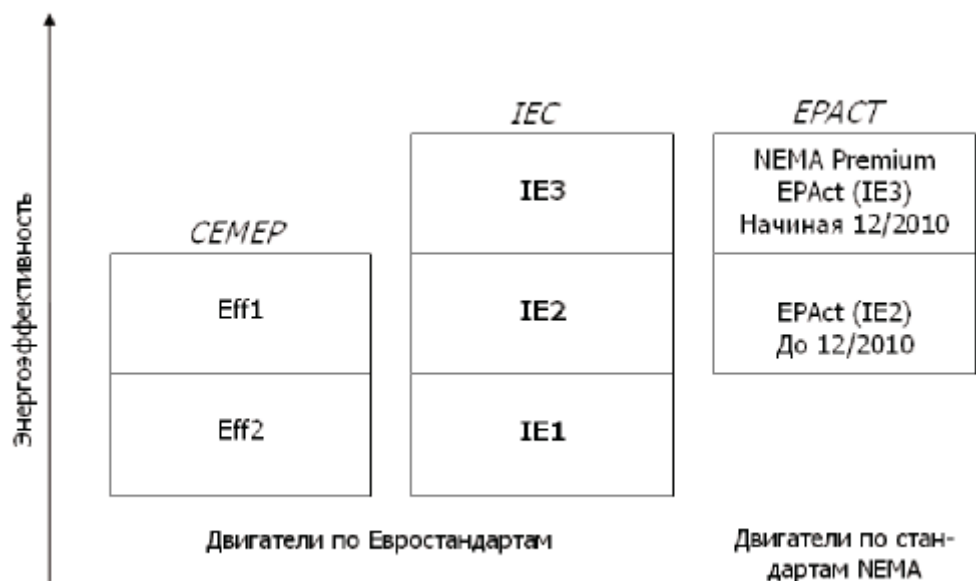 Энергоэффективность
CEMEP
Eff1
Eff2
IEC
IE3
IE2
IE1
EPACT
NEMA Premium
EPAct (IE3)
Начиная 12/2010
EPAct (IE2)
До 12/2010
Двигатели по Евростандартам
Двигатели по стан-
дартам NEMA